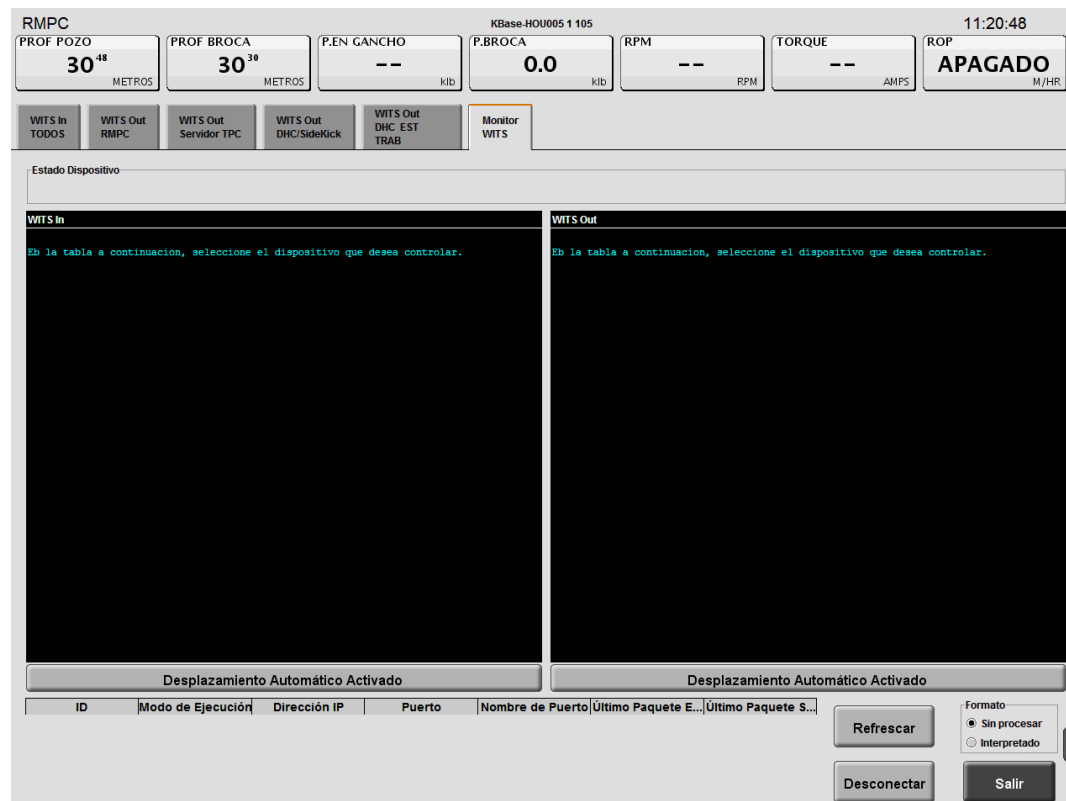 RMPC KBase-HOU005 1 105 11:20:48
PROF POZO PROF BROCA P.EN GANCHO P.BROCA RPM TORQUE ROP
30 48 30 30 -- 0.0 -- -- APAGADO
METROS METROS klb klb RPM AMPS M/HR
WITS In TODOS
WITS Out RMPC
WITS Out Servidor TPC
WITS Out DHC/SideKick
WITS Out DHC EST TRAB
Monitor WITS
Estado Dispositivo
WITS In
Eb la tabla a continuacion, seleccione el dispositivo que desea controlar.
WITS Out
Eb la tabla a continuacion, seleccione el dispositivo que desea controlar.
Desplazamiento Automático Activado
Desplazamiento Automático Activado
ID Modo de Ejecución Dirección IP Puerto Nombre de Puerto Último Paquete E... Último Paquete S...
Refrescar
Desconectar
Formato
Sin procesar
Interpretado
Salir